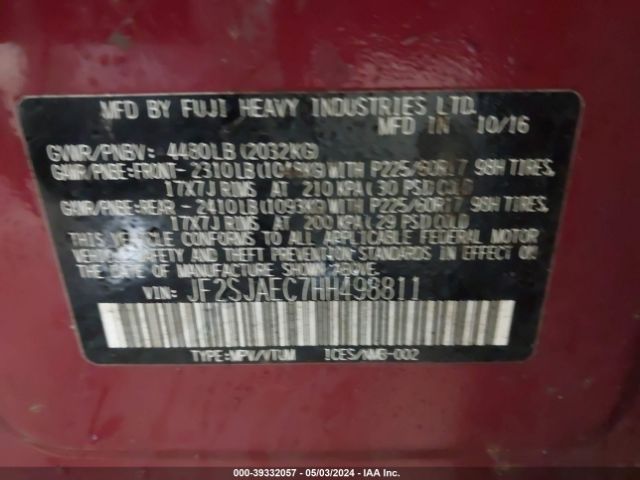 MFD BY FUJI HEAVY INDUSTRIES LTD.
MFD IN 10/16
GVWR/PNBV: 4480LB(2032KG)
GAWR/PNBE:FRONT- 2310LB(1048KG)WITH P225/60R17 98H TIRES,
17X7J RIMS AT 210 KPA(30 PSI)COLD
GAWR/PNBE:REAR - 2410LB(1093KG)WITH P225/60R17 98H TIRES,
17X7J RIMS AT 200 KPA(29 PSI)COLD
THIS VEHICLE CONFORMS TO ALL APPLICABLE FEDERAL MOTOR
VEHICLE SAFETY AND THEFT PREVENTION STANDARDS IN EFFECT ON THE
DATE OF MANUFACTURE SHOWN ABOVE.
VIN: JF2SJAEC7HH498811
TYPE:MPV/VTUM ICES/NMB-002
000-39332057 - 05/03/2024 - IAA Inc.